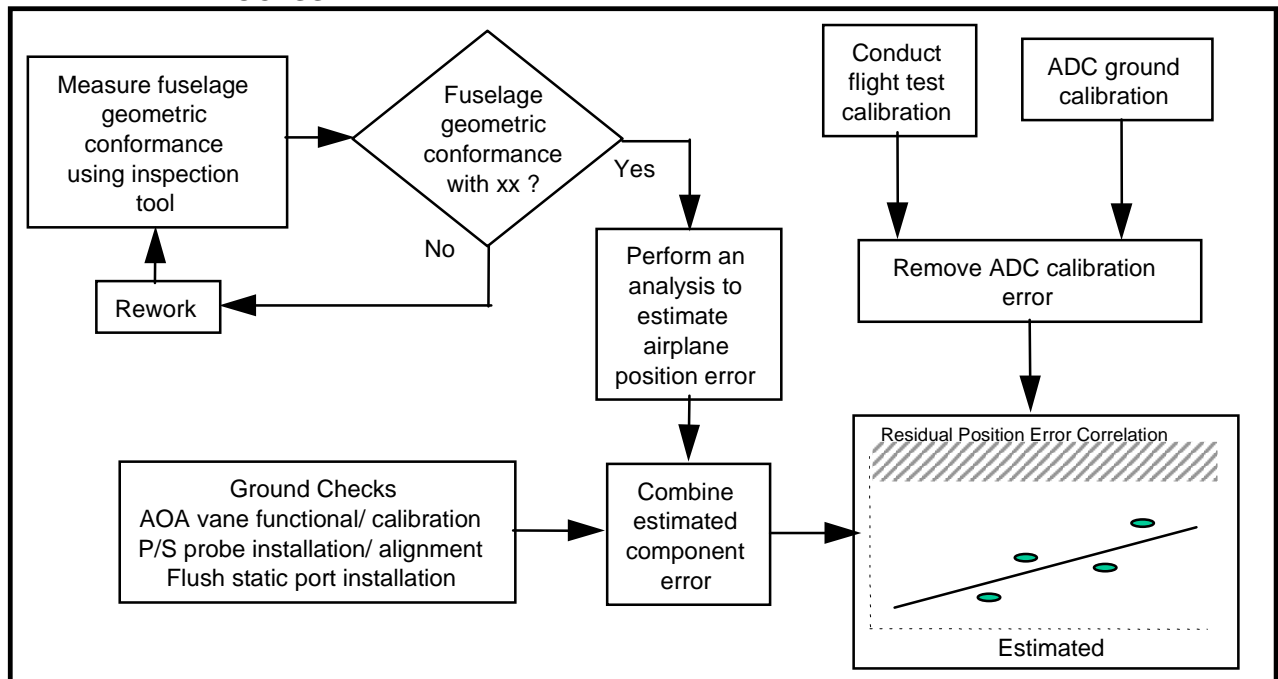 Measure fuselage
geometric
conformance
using inspection
tool
Fuselage
geometric
conformance
with xx ?
Yes
No
Rework
Perform an
analysis to
estimate
airplane
position error
Conduct
flight test
calibration
ADC ground
calibration
Remove ADC calibration
error
Ground Checks
AOA vane functional/ calibration
P/S probe installation/ alignment
Flush static port installation
Combine
estimated
component
error
Residual Position Error Correlation
Estimated